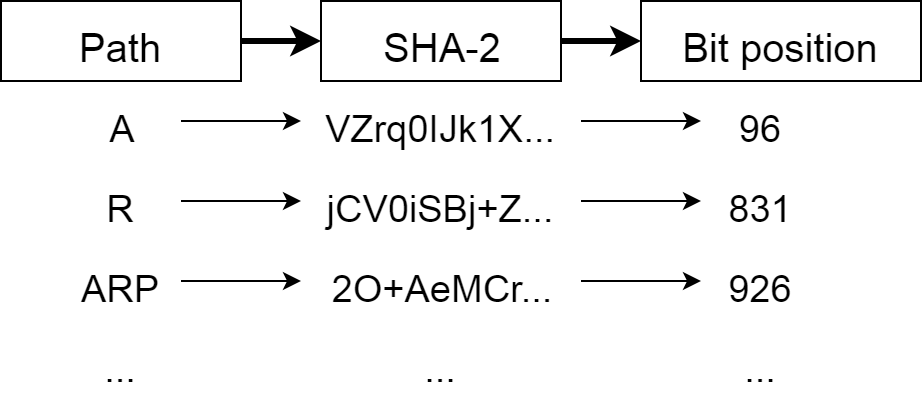 Path SHA-2 Bit position
A VZrq0IJk1X... 96
R jCV0iSBj+Z... 831
ARP 2O+AeMCr... 926
... ... ...